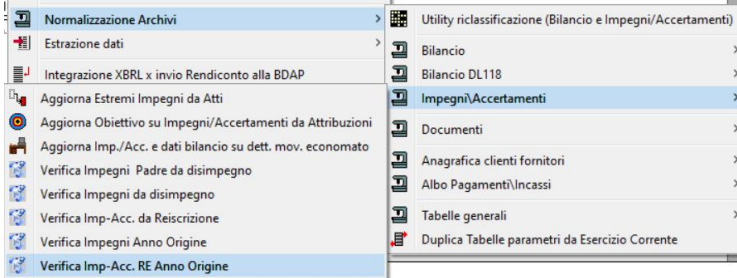 Normalizzazione Archivi
Estrazione dati
Integrazione XBRL x invio Rendiconto alla BDAP
Aggiorna Estremi Impegni da Atti
Aggiorna Obiettivo su Impegni/Accertamenti da Attribuzioni
Aggiorna Imp./Acc. e dati bilancio su dett. mov. economato
Verifica Impegni  Padre da disimpegno
Verifica Impegni da disimpegno
Verifica Imp-Acc. da Reiscrizione
Verifica Impegni Anno Origine
Verifica Imp-Acc. RE Anno Origine
Utility riclassificazione (Bilancio e Impegni/Accertamenti)
Bilancio
Bilancio DL118
Impegni\Accertamenti
Documenti
Anagrafica clienti fornitori
Albo Pagamenti\Incassi
Tabelle generali
Duplica Tabelle parametri da Esercizio Corrente